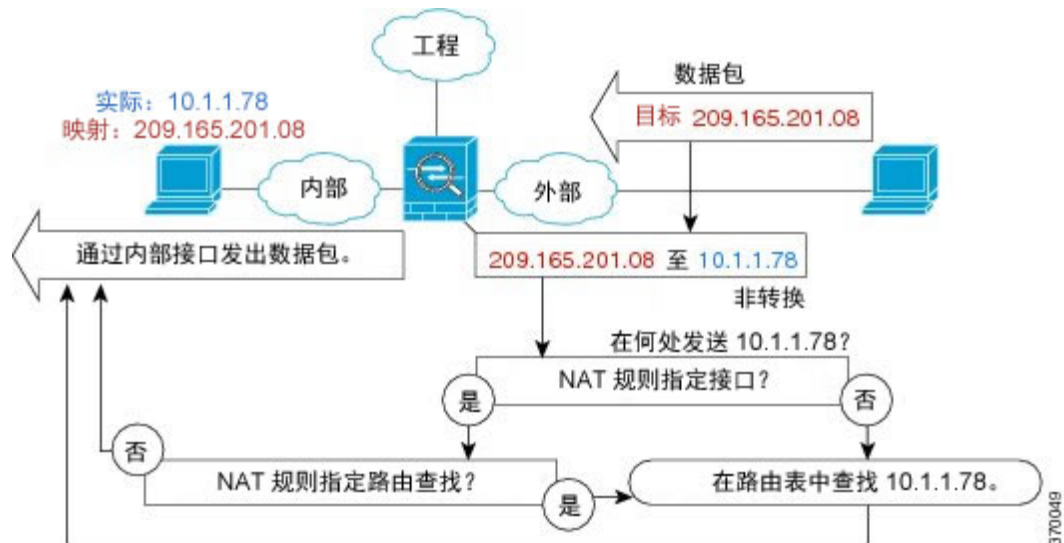 工程
数据包
实际：10.1.1.78
映射：209.165.201.08
目标 209.165.201.08
内部
外部
通过内部接口发出数据包。
209.165.201.08 至 10.1.1.78
非转换
在何处发送 10.1.1.78？
NAT 规则指定接口？
是
否
否
NAT 规则指定路由查找？
是
在路由表中查找 10.1.1.78。
370049